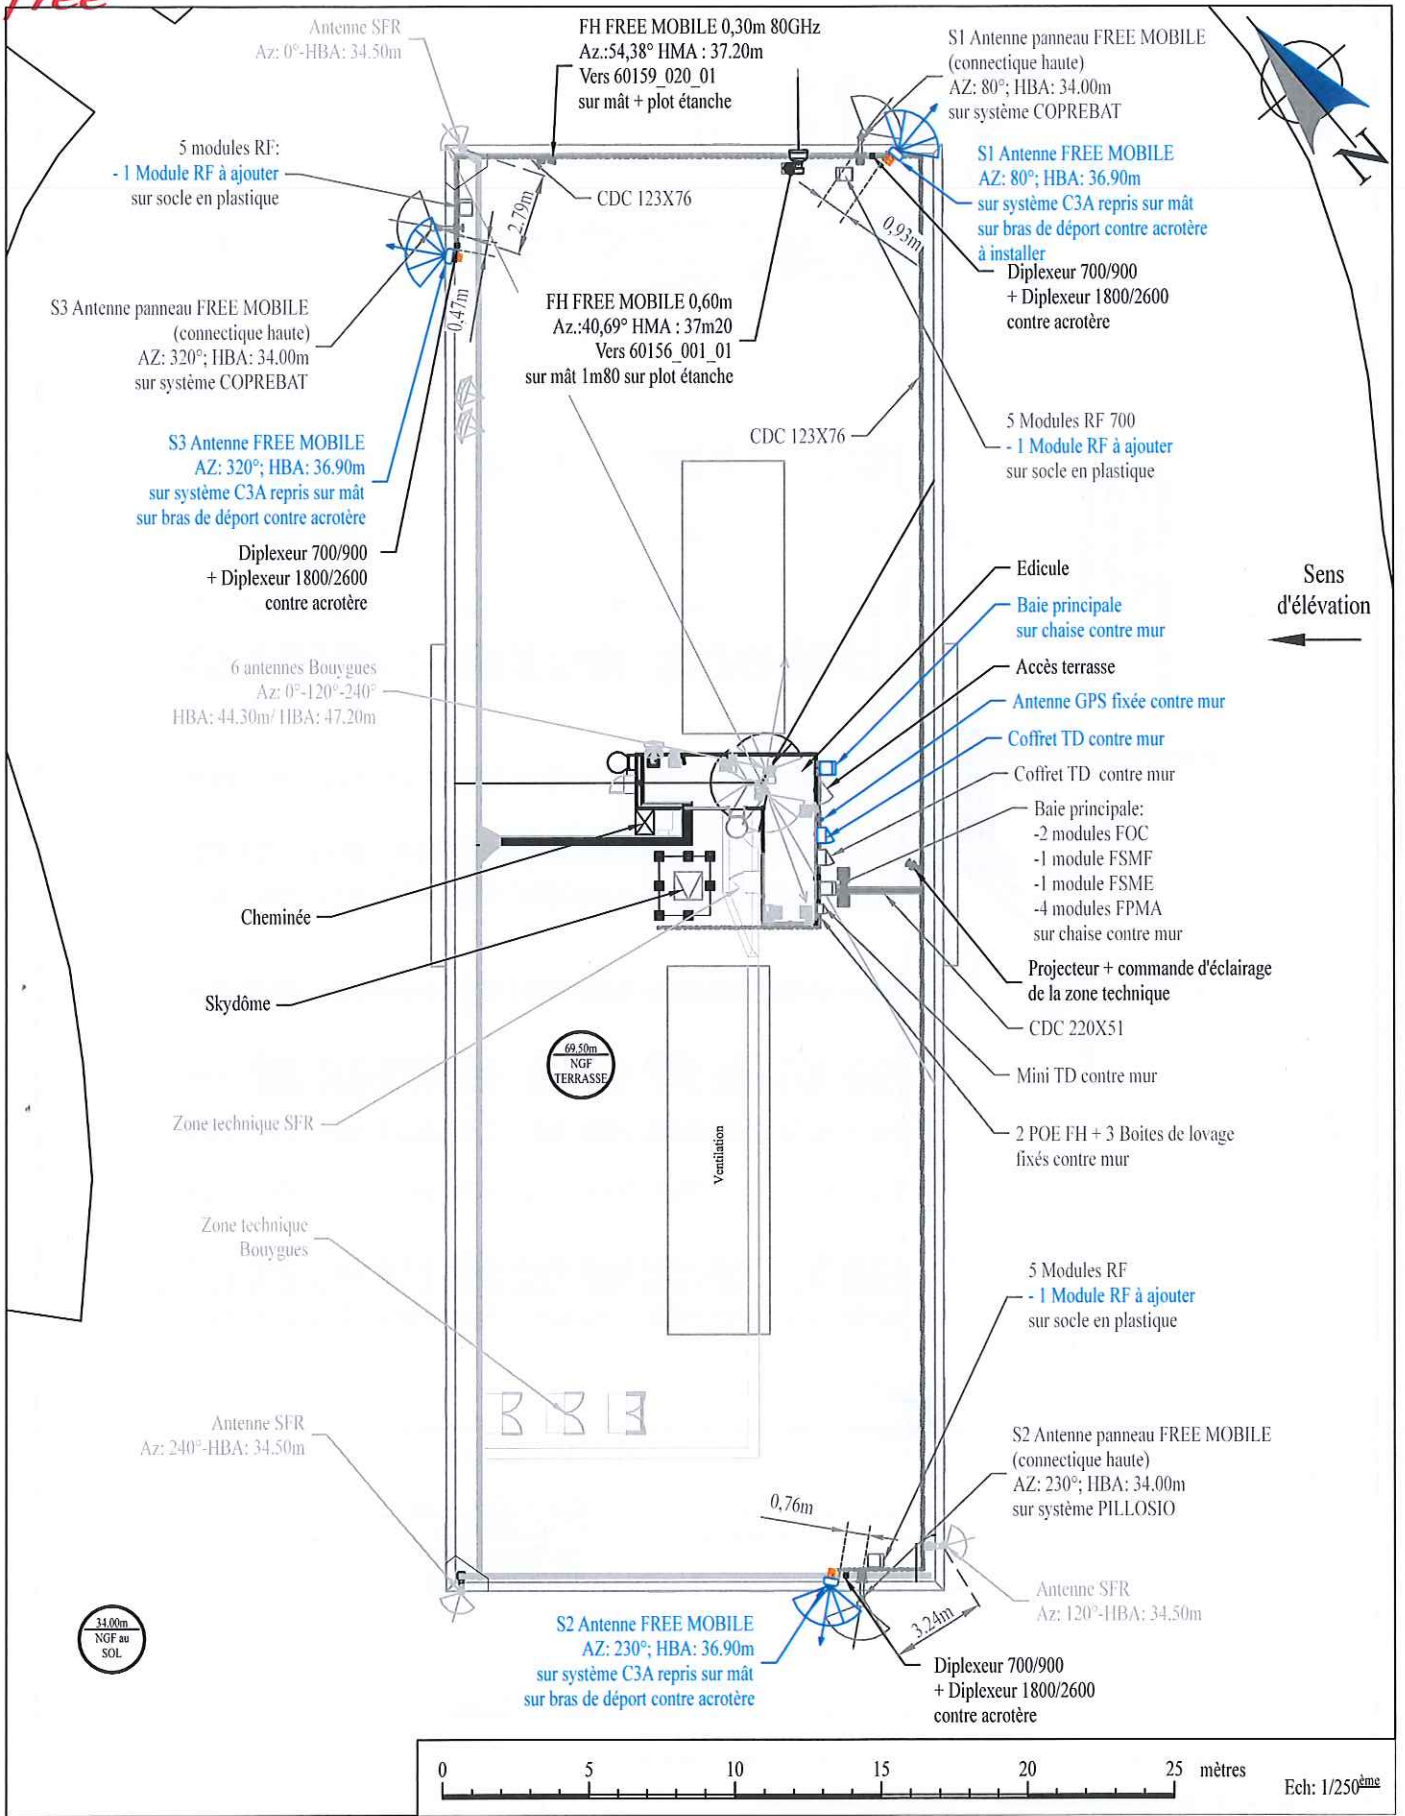 free
Antenne SFR
Az: 0°-HBA: 34.50m
FH FREE MOBILE 0,30m 80GHz
Az.:54,38° HMA : 37.20m
Vers 60159_020_01
sur mât + plot étanche
S1 Antenne panneau FREE MOBILE
(connectique haute)
AZ: 80°; HBA: 34.00m
sur système COPREBAT
N
5 modules RF:
- 1 Module RF à ajouter
sur socle en plastique
CDC 123X76
2.79m
0,93m
S1 Antenne FREE MOBILE
AZ: 80°; HBA: 36.90m
sur système C3A repris sur mât
sur bras de déport contre acrotère
à installer
Diplexeur 700/900
+ Diplexeur 1800/2600
contre acrotère
S3 Antenne panneau FREE MOBILE
(connectique haute)
AZ: 320°; HBA: 34.00m
sur système COPREBAT
0,47m
FH FREE MOBILE 0,60m
Az.:40,69° HMA : 37m20
Vers 60156_001_01
sur mât 1m80 sur plot étanche
CDC 123X76
5 Modules RF 700
- 1 Module RF à ajouter
sur socle en plastique
S3 Antenne FREE MOBILE
AZ: 320°; HBA: 36.90m
sur système C3A repris sur mât
sur bras de déport contre acrotère
Diplexeur 700/900
+ Diplexeur 1800/2600
contre acrotère
Edicule
Baie principale
sur chaise contre mur
Sens
d'élévation
Accès terrasse
6 antennes Bouygues
Az: 0°-120°-240°
HBA: 44.30m/ HBA: 47.20m
Antenne GPS fixée contre mur
Coffret TD contre mur
Coffret TD contre mur
Baie principale:
-2 modules FOC
-1 module FSMF
-1 module FSME
-4 modules FPMA
sur chaise contre mur
Cheminée
Projecteur + commande d'éclairage
de la zone technique
Skydôme
CDC 220X51
69,50m
NGF
TERRASSE
Mini TD contre mur
Zone technique SFR
2 POE FH + 3 Boites de lovage
fixés contre mur
Ventilation
Zone technique
Bouygues
5 Modules RF
- 1 Module RF à ajouter
sur socle en plastique
Antenne SFR
Az: 240°-HBA: 34.50m
S2 Antenne panneau FREE MOBILE
(connectique haute)
AZ: 230°; HBA: 34.00m
sur système PILLOSIO
0,76m
Antenne SFR
Az: 120°-HBA: 34.50m
3.24m
34.00m
NGF au
SOL
S2 Antenne FREE MOBILE
AZ: 230°; HBA: 36.90m
sur système C3A repris sur mât
sur bras de déport contre acrotère
Diplexeur 700/900
+ Diplexeur 1800/2600
contre acrotère
0 5 10 15 20 25 mètres
Ech: 1/250ème